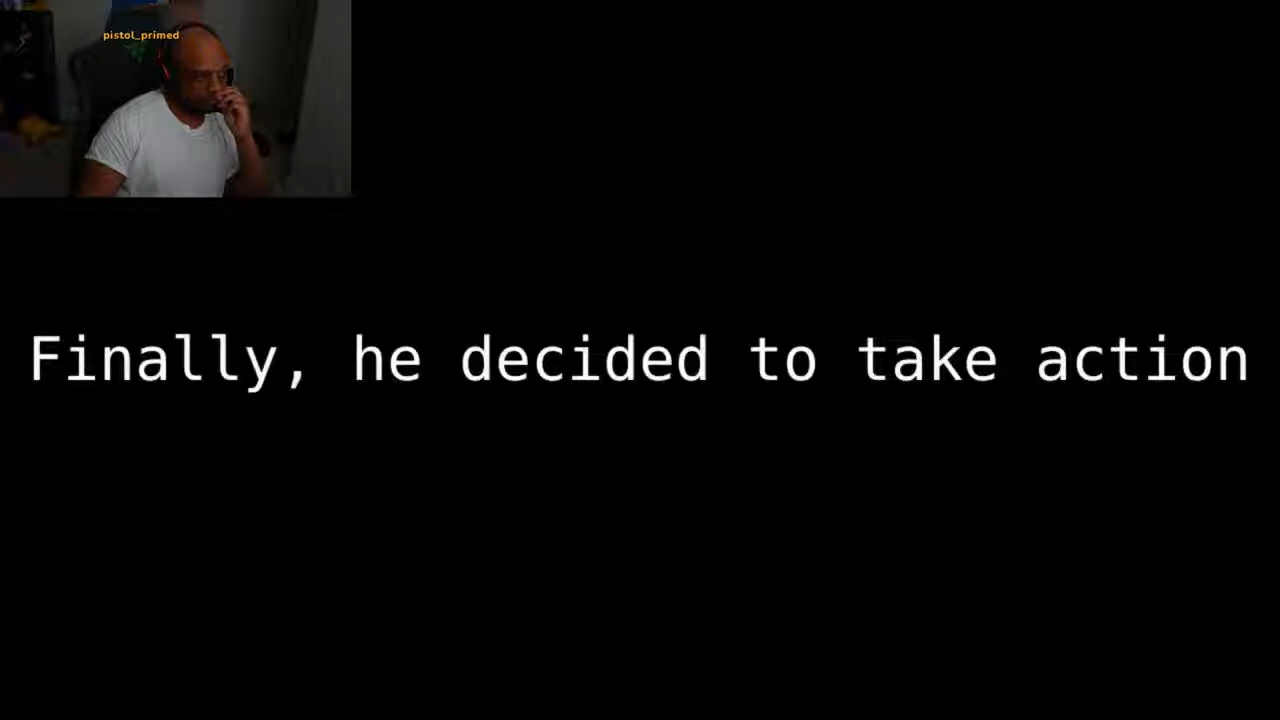 pistol_primed
Finally, he decided to take action